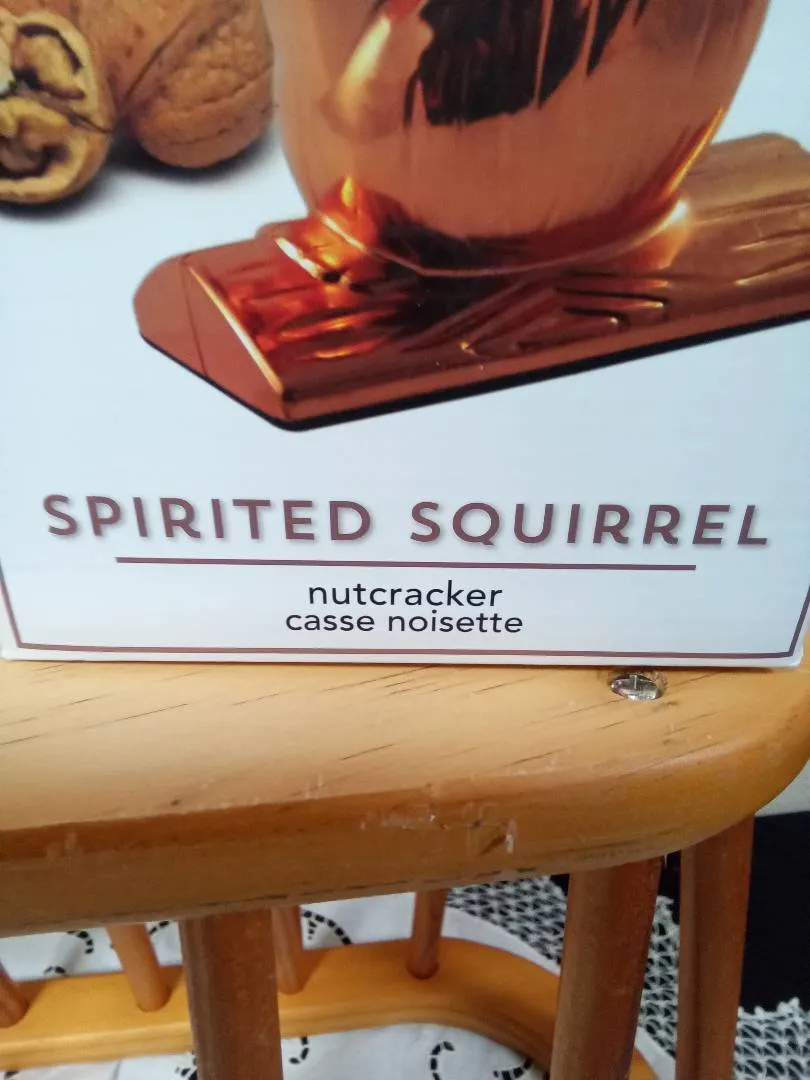 SPIRITED SQUIRREL
nutcracker
casse noisette